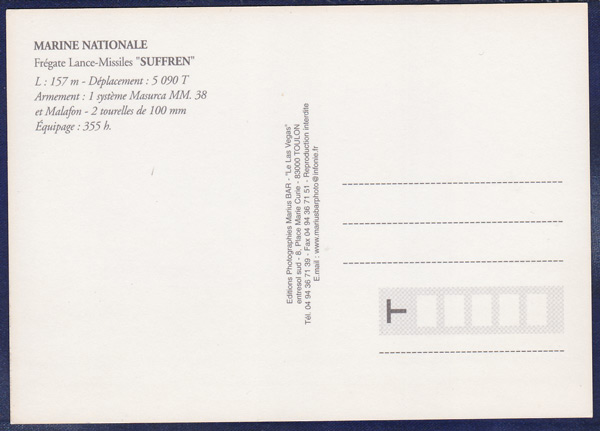 MARINE NATIONALE
Frégate Lance-Missiles "SUFFREN"
L : 157 m - Déplacement : 5 090 T
Armement : 1 système Masurca MM. 38
et Malafon - 2 tourelles de 100 mm
Équipage : 355 h.
Editions Photographies Marius BAR - "Le Las Vegas"
entresol sud - 8, Place Marie Curie - 83000 TOULON
Tél. 04 94 36 71 39 - Fax 04 94 36 71 51 - Reproduction interdite
E.mail : www.mariusbarphoto@infonie.fr